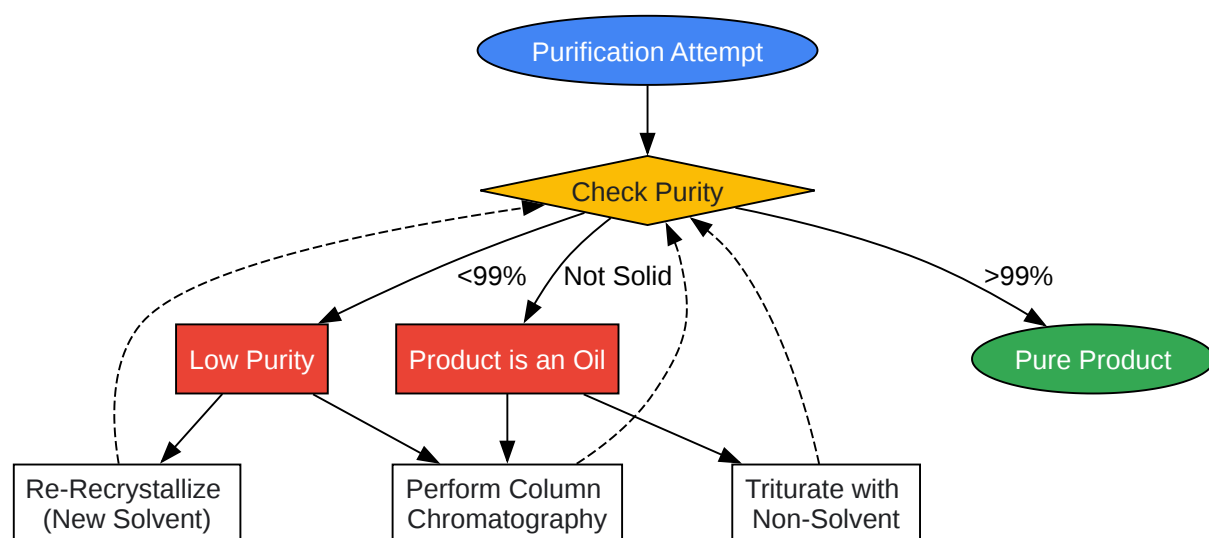 Purification Attempt
Check Purity
<99%
Not Solid
>99%
Low Purity
Product is an Oil
Pure Product
Re-Recrystallize
(New Solvent)
Perform Column
Chromatography
Triturate with
Non-Solvent